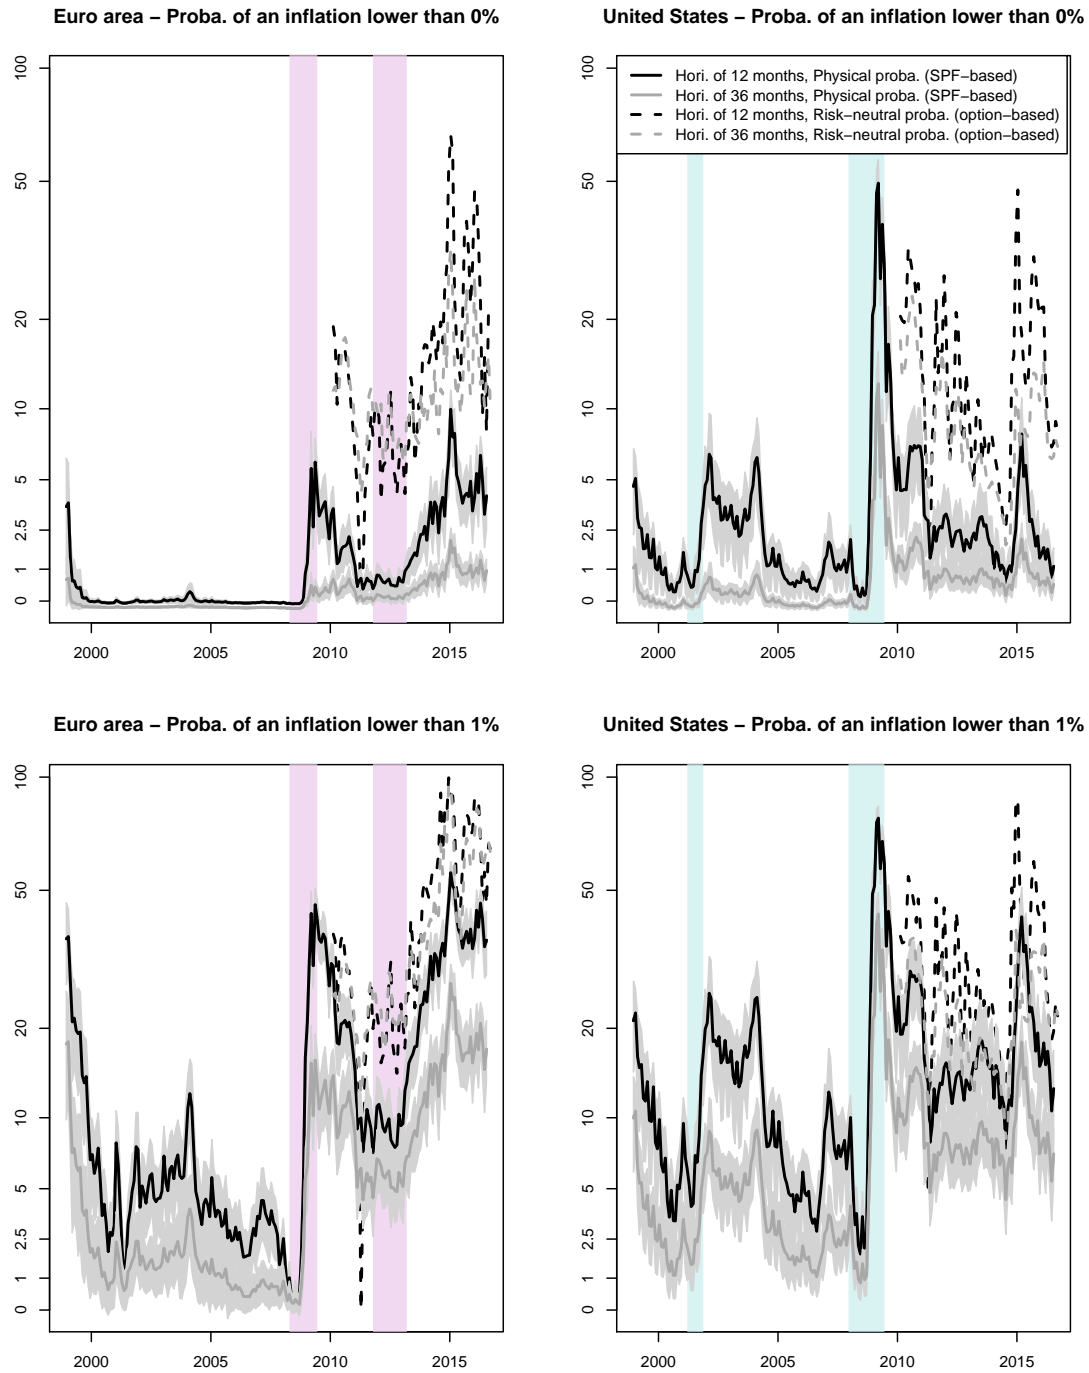 Euro area – Proba. of an inflation lower than 0%
100
50
20
10
5
2.5
1
0
2000 2005 2010 2015
United States – Proba. of an inflation lower than 0%
Hori. of 12 months, Physical proba. (SPF–based)
Hori. of 36 months, Physical proba. (SPF–based)
Hori. of 12 months, Risk–neutral proba. (option–based)
Hori. of 36 months, Risk–neutral proba. (option–based)
100
50
20
10
5
2.5
1
0
2000 2005 2010 2015
Euro area – Proba. of an inflation lower than 1%
100
50
20
10
5
2.5
1
0
2000 2005 2010 2015
United States – Proba. of an inflation lower than 1%
100
50
20
10
5
2.5
1
0
2000 2005 2010 2015